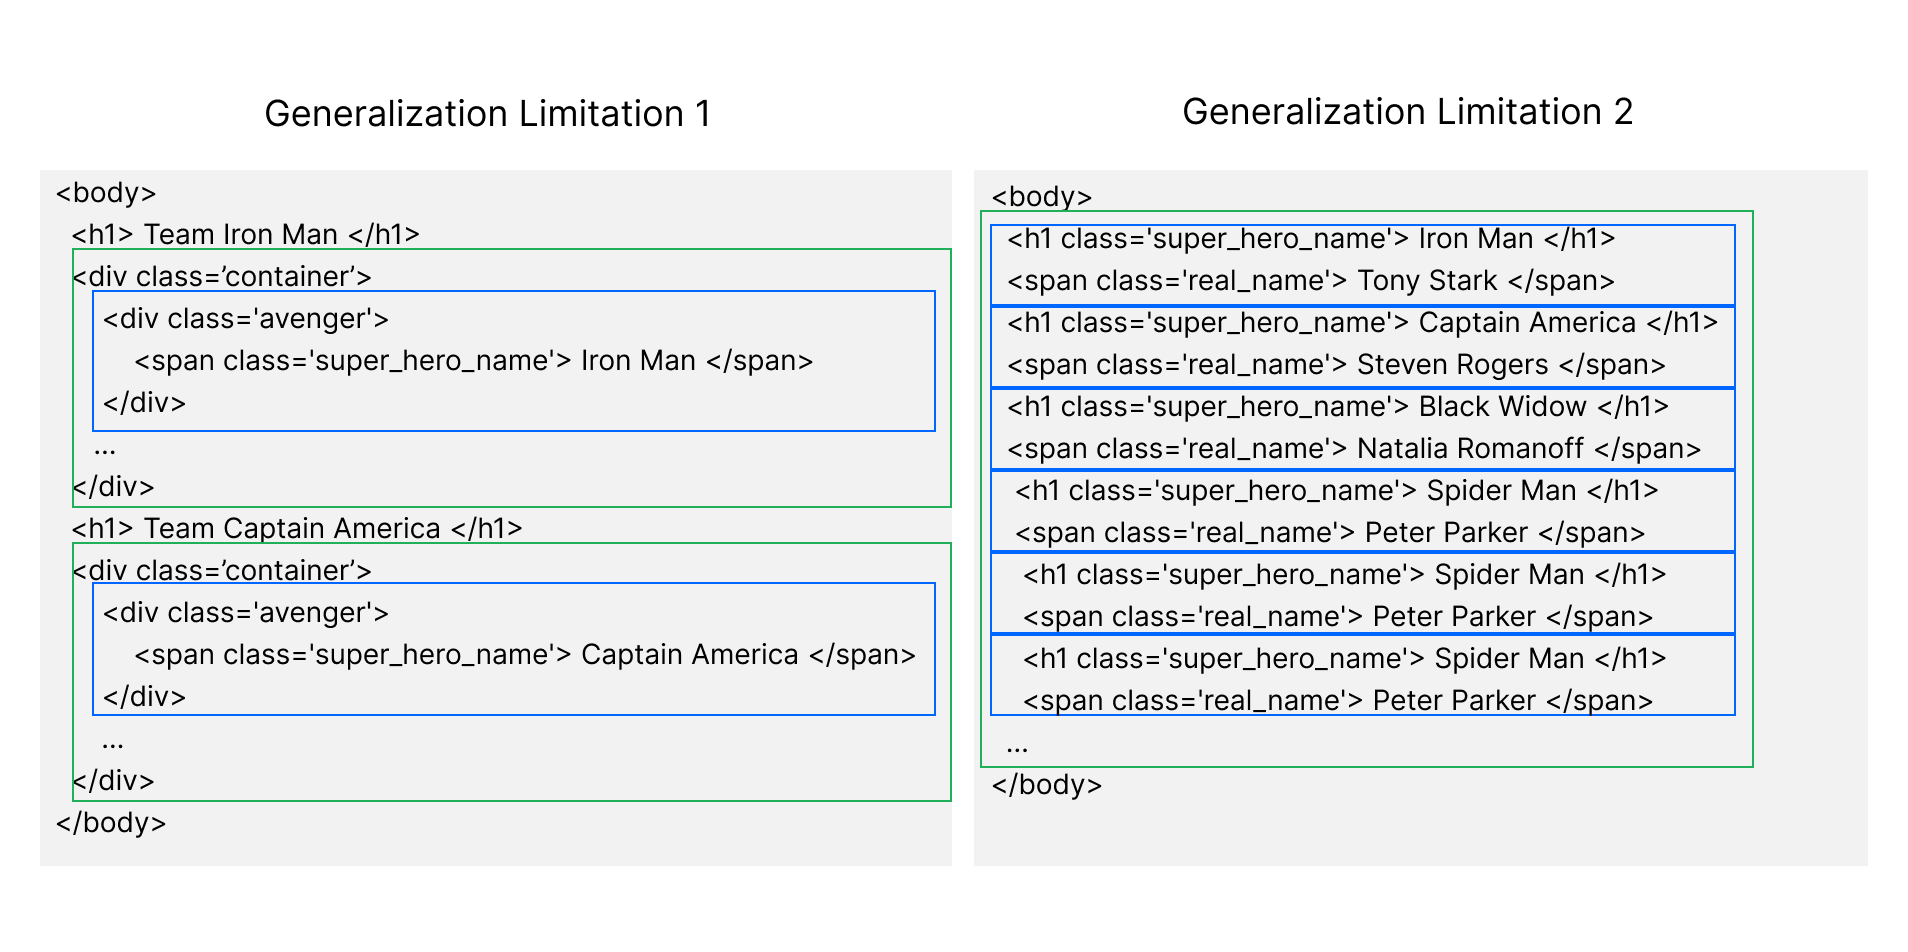 Generalization Limitation 1
<body>
<h1> Team Iron Man </h1>
<div class=’container’>
<div class='avenger'>
<span class='super_hero_name'> Iron Man </span>
</div>
...
</div>
<h1> Team Captain America </h1>
<div class=’container’>
<div class='avenger'>
<span class='super_hero_name'> Captain America </span>
</div>
...
</div>
</body>
Generalization Limitation 2
<body>
<h1 class='super_hero_name'> Iron Man </h1>
<span class='real_name'> Tony Stark </span>
<h1 class='super_hero_name'> Captain America </h1>
<span class='real_name'> Steven Rogers </span>
<h1 class='super_hero_name'> Black Widow </h1>
<span class='real_name'> Natalia Romanoff </span>
<h1 class='super_hero_name'> Spider Man </h1>
<span class='real_name'> Peter Parker </span>
<h1 class='super_hero_name'> Spider Man </h1>
<span class='real_name'> Peter Parker </span>
<h1 class='super_hero_name'> Spider Man </h1>
<span class='real_name'> Peter Parker </span>
...
</body>